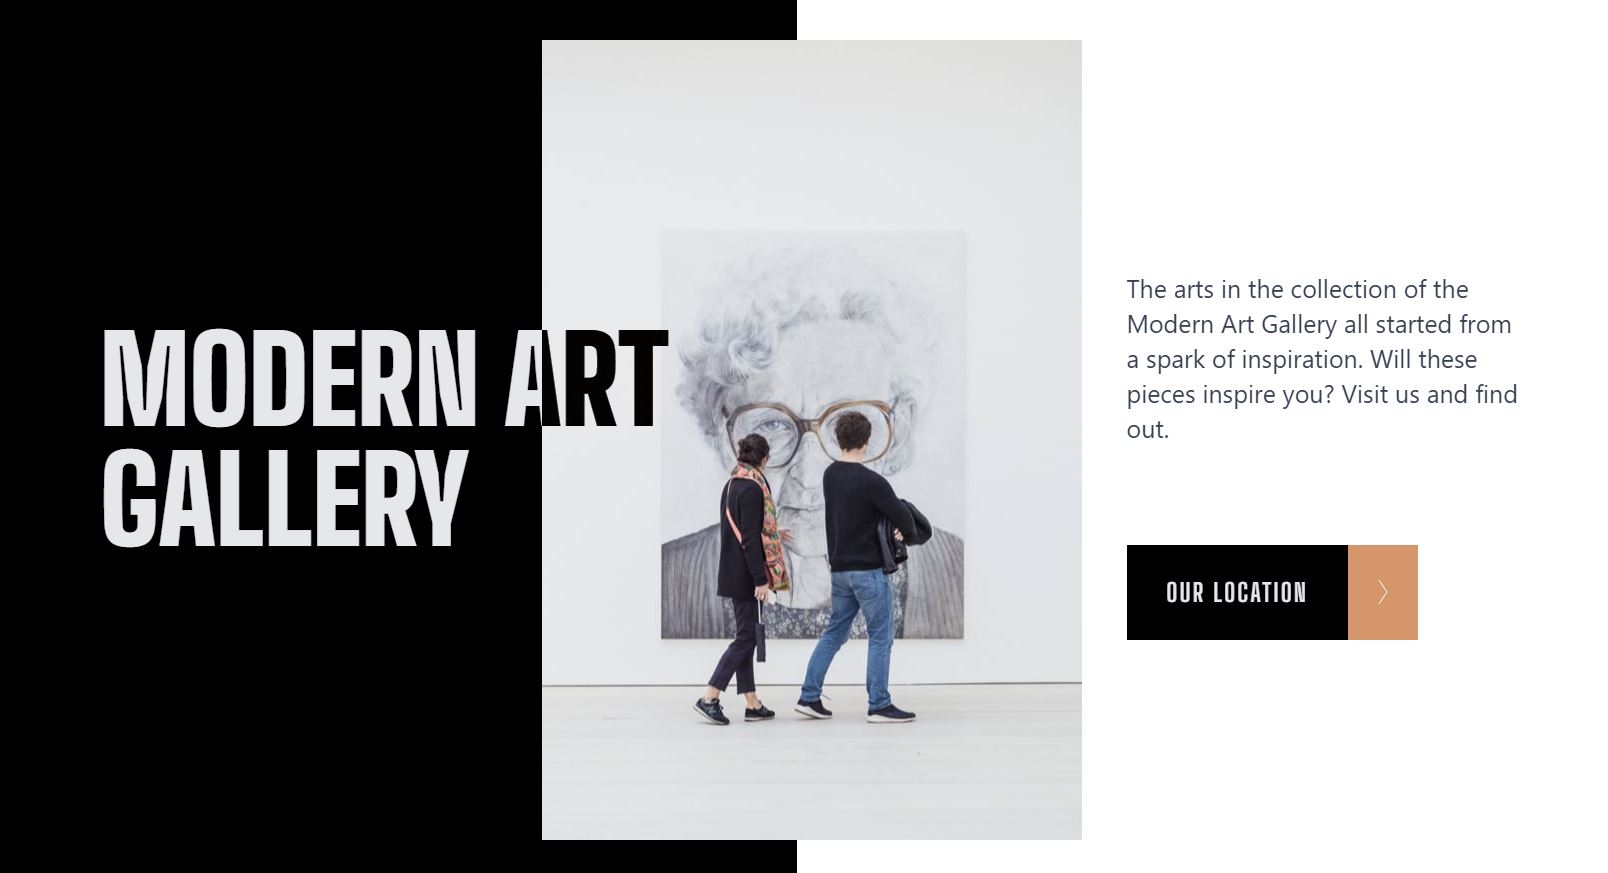 MODERN ART
GALLERY
The arts in the collection of the
Modern Art Gallery all started from
a spark of inspiration. Will these
pieces inspire you? Visit us and find
out.
OUR LOCATION